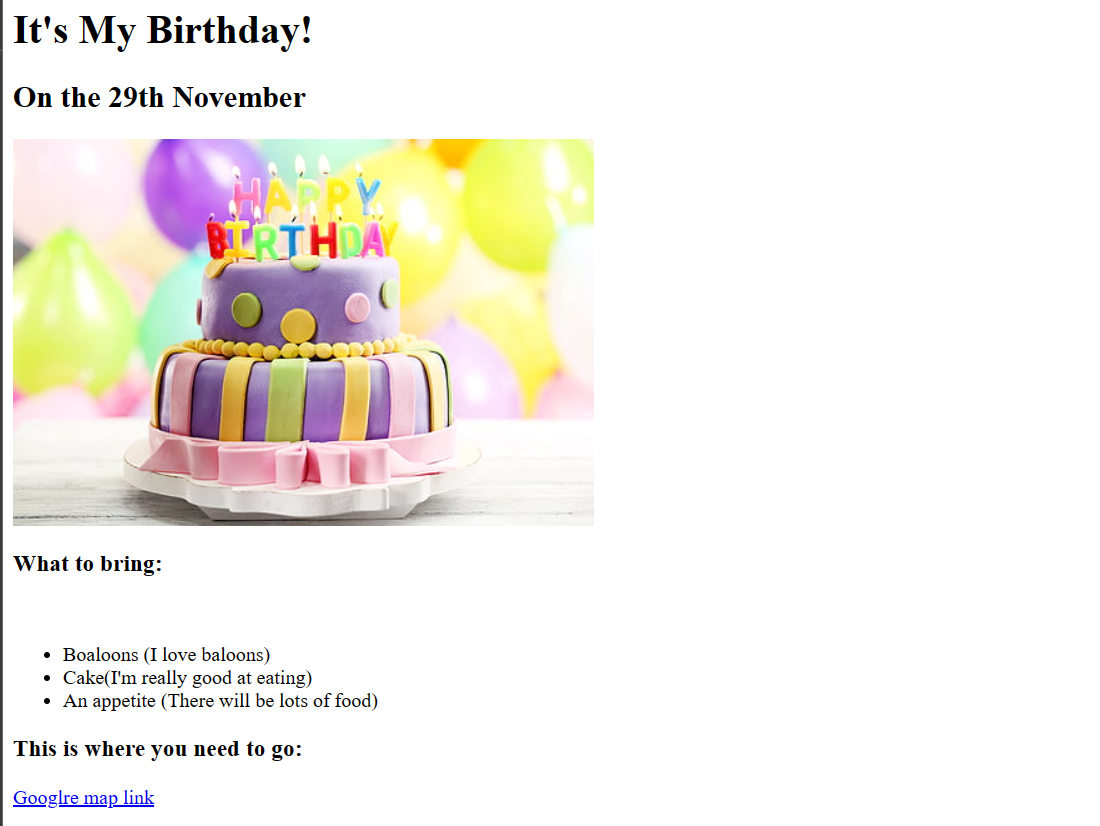 It's My Birthday!
On the 29th November
HAPPY
BIRTHDAY
What to bring:
Boaloons (I love baloons)
Cake(I'm really good at eating)
An appetite (There will be lots of food)
This is where you need to go:
Googlre map link